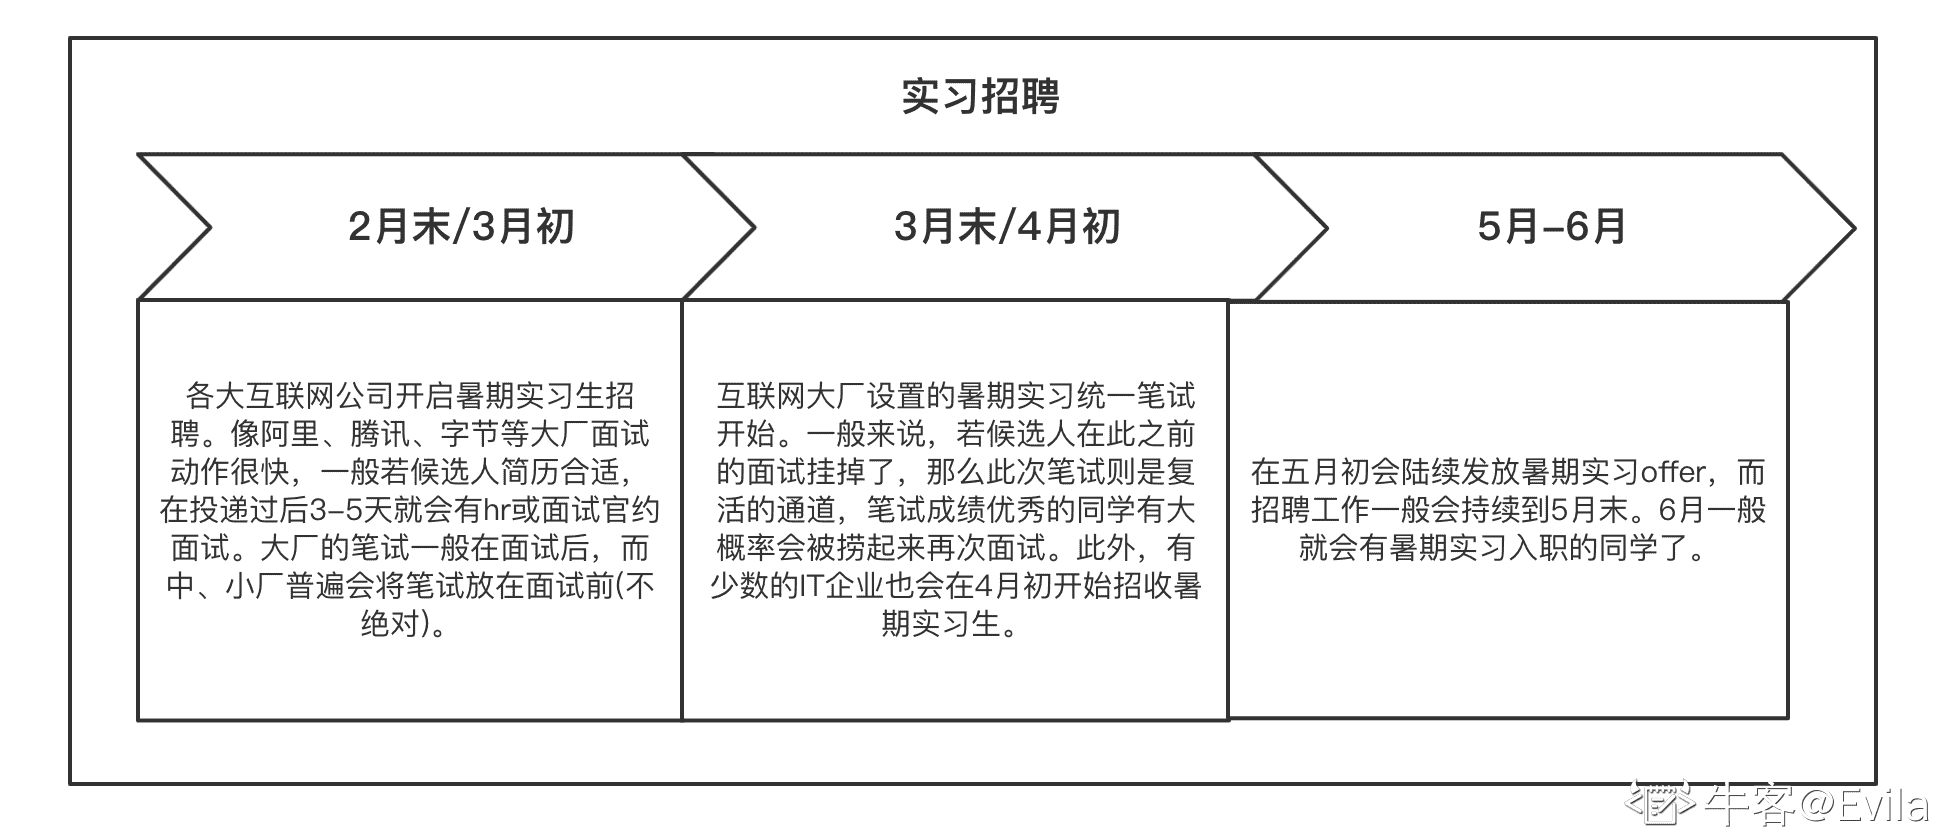 实习招聘
2月末/3月初
3月末/4月初
5月-6月
各大互联网公司开启暑期实习生招
聘。像阿里、腾讯、字节等大厂面试
动作很快，一般若候选人简历合适，
在投递过后3-5天就会有hr或面试官约
面试。大厂的笔试一般在面试后，而
中、小厂普遍会将笔试放在面试前(不
绝对)。
互联网大厂设置的暑期实习统一笔试
开始。一般来说，若候选人在此之前
的面试挂掉了，那么此次笔试则是复
活的通道，笔试成绩优秀的同学有大
概率会被捞起来再次面试。此外，有
少数的IT企业也会在4月初开始招收暑
期实习生。
在五月初会陆续发放暑期实习offer，而
招聘工作一般会持续到5月末。6月一般
就会有暑期实习入职的同学了。
牛客@Evila